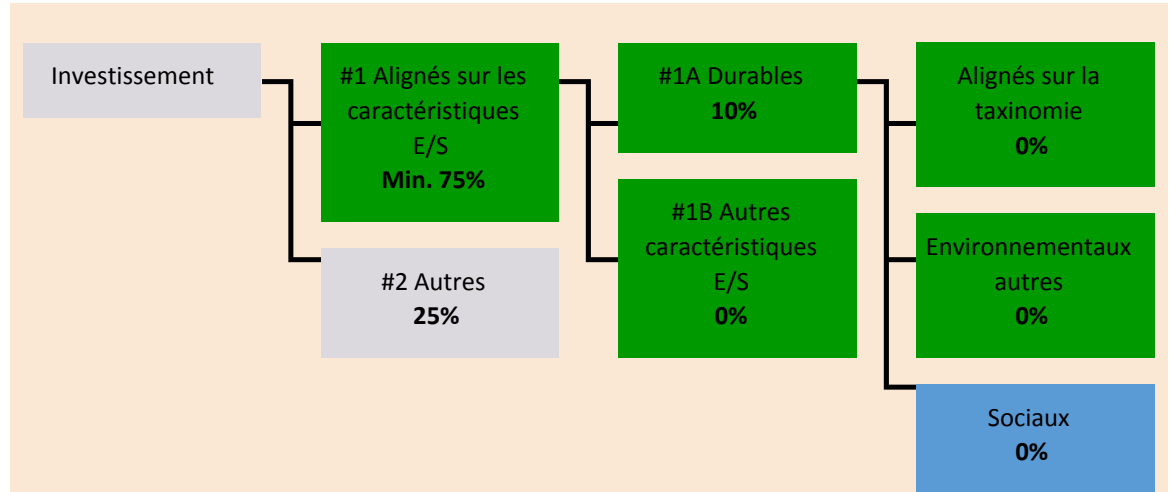 Investissement
#1 Alignés sur les
caractéristiques
E/S
Min. 75%
#2 Autres
25%
#1A Durables
10%
#1B Autres
caractéristiques
E/S
0%
Alignés sur la
taxinomie
0%
Environnementaux
autres
0%
Sociaux
0%